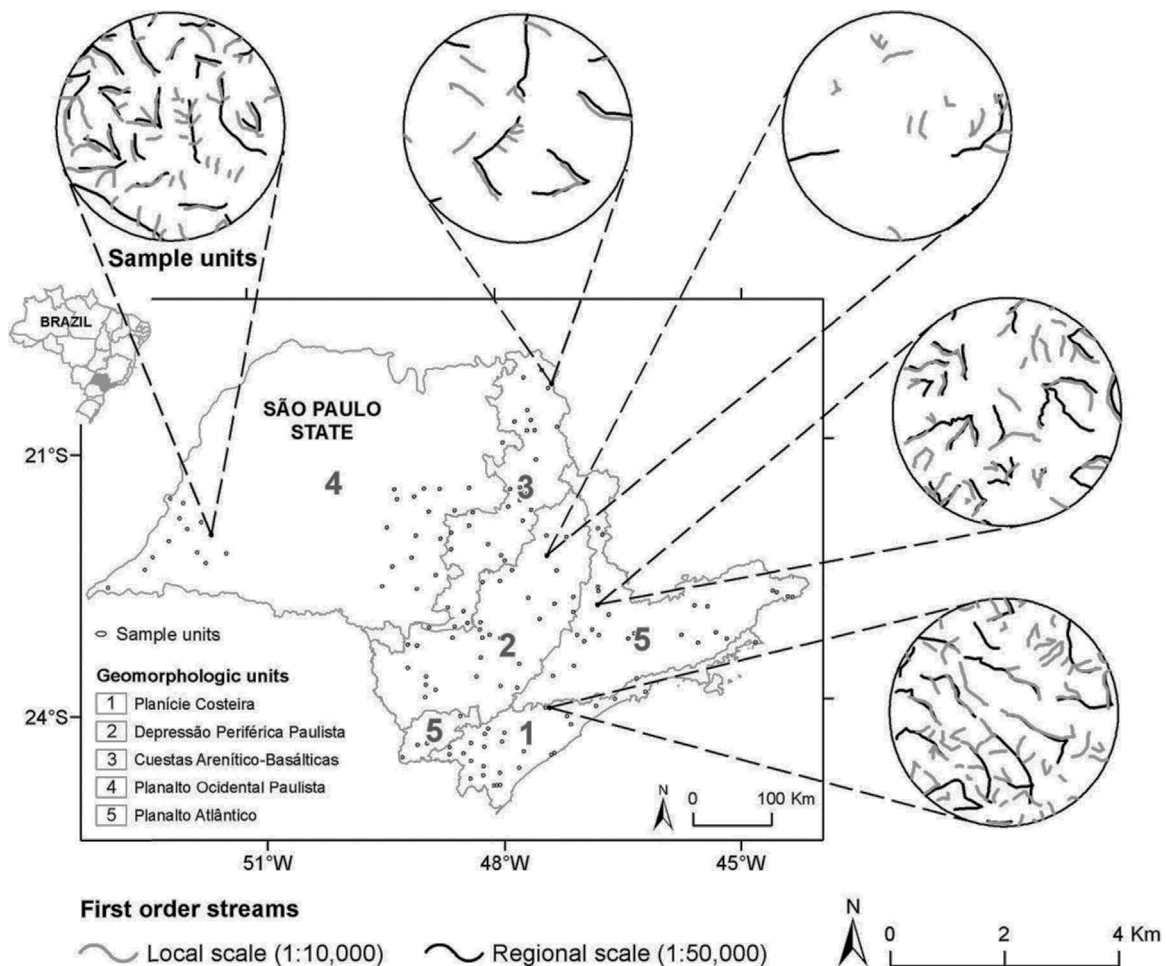 Sample units
BRAZIL
SÃO PAULO
STATE
21°S
4
3
2
5
24°S
5
1
Sample units
Geomorphologic units
1 Planície Costeira
2 Depressão Periférica Paulista
3 Cuestas Arenítico-Basálticas
4 Planalto Ocidental Paulista
5 Planalto Atlântico
N
0 100 Km
51°W 48°W 45°W
First order streams
Local scale (1:10,000) Regional scale (1:50,000)
N
0 2 4 Km